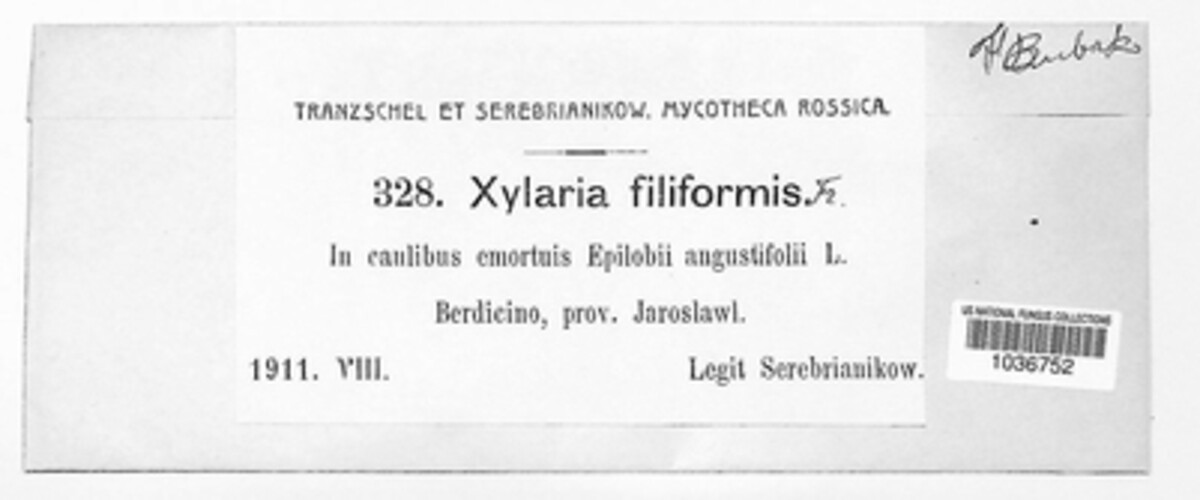 TRANZSCHEL ET SEREBRIANIKOW. MYCOTHECA ROSSICA
328. Xylaria filiformis. Fr.
In caulibus emortuis Epilobii angustifolii L.
Berdicino, prov. Jaroslawl.
1911. VIII. Legit Serebrianikow.
US NATIONAL FUNGUS COLLECTIONS
1036752